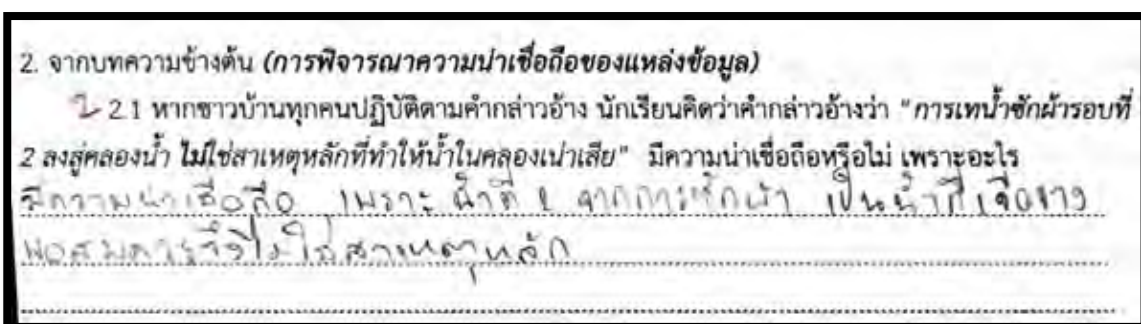 2. จากบทความข้างต้น (การพิจารณาความน่าเชื่อถือของแหล่งข้อมูล)
2.1 หากชาวบ้านทุกคนปฏิบัติตามคำกล่าวอ้าง นักเรียนคิดว่าคำกล่าวอ้างว่า "การเทน้ำซักผ้ารอบที่
2 ลงสู่คลองน้ำ ไม่ใช่สาเหตุหลักที่ทำให้น้ำในคลองเน่าเสีย" มีความน่าเชื่อถือหรือไม่ เพราะอะไร
มีความน่าเชื่อถือ เพราะ น้ำที่ 2 จากการซักผ้า เป็นน้ำที่เจือจาง
พอสมควรจึงไม่ใช่สาเหตุหลัก